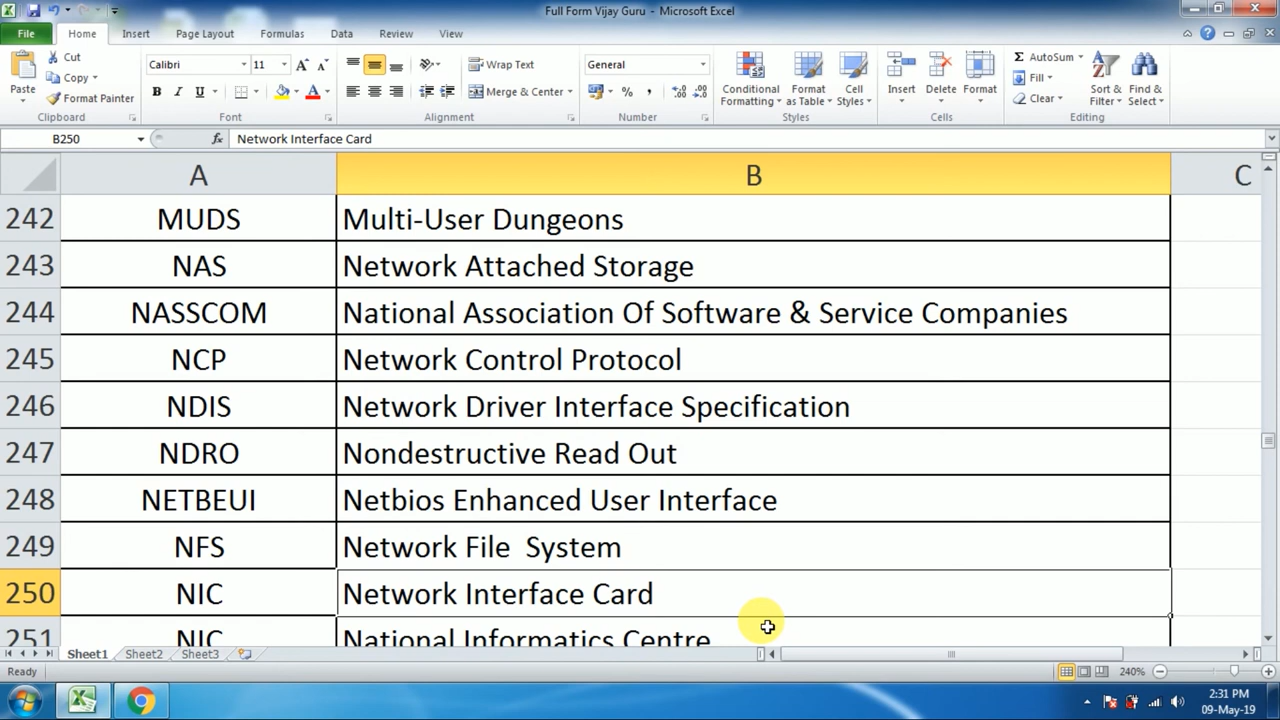 Full Form Vijay Guru - Microsoft Excel
File Home Insert Page Layout Formulas Data Review View
Paste
Cut
Copy
Format Painter
Clipboard
Calibri 11
B I U
Font
Wrap Text
Merge & Center
Alignment
General
%
Number
Conditional Formatting
Format as Table
Cell Styles
Styles
Insert Delete Format
Cells
AutoSum
Fill
Clear
Sort & Filter
Find & Select
Editing
B250 fx Network Interface Card
A B C
242 MUDS Multi-User Dungeons
243 NAS Network Attached Storage
244 NASSCOM National Association Of Software & Service Companies
245 NCP Network Control Protocol
246 NDIS Network Driver Interface Specification
247 NDRO Nondestructive Read Out
248 NETBEUI Netbios Enhanced User Interface
249 NFS Network File  System
250 NIC Network Interface Card
251 NIC National Informatics Centre
Sheet1 Sheet2 Sheet3
Ready 240%
2:31 PM
09-May-19